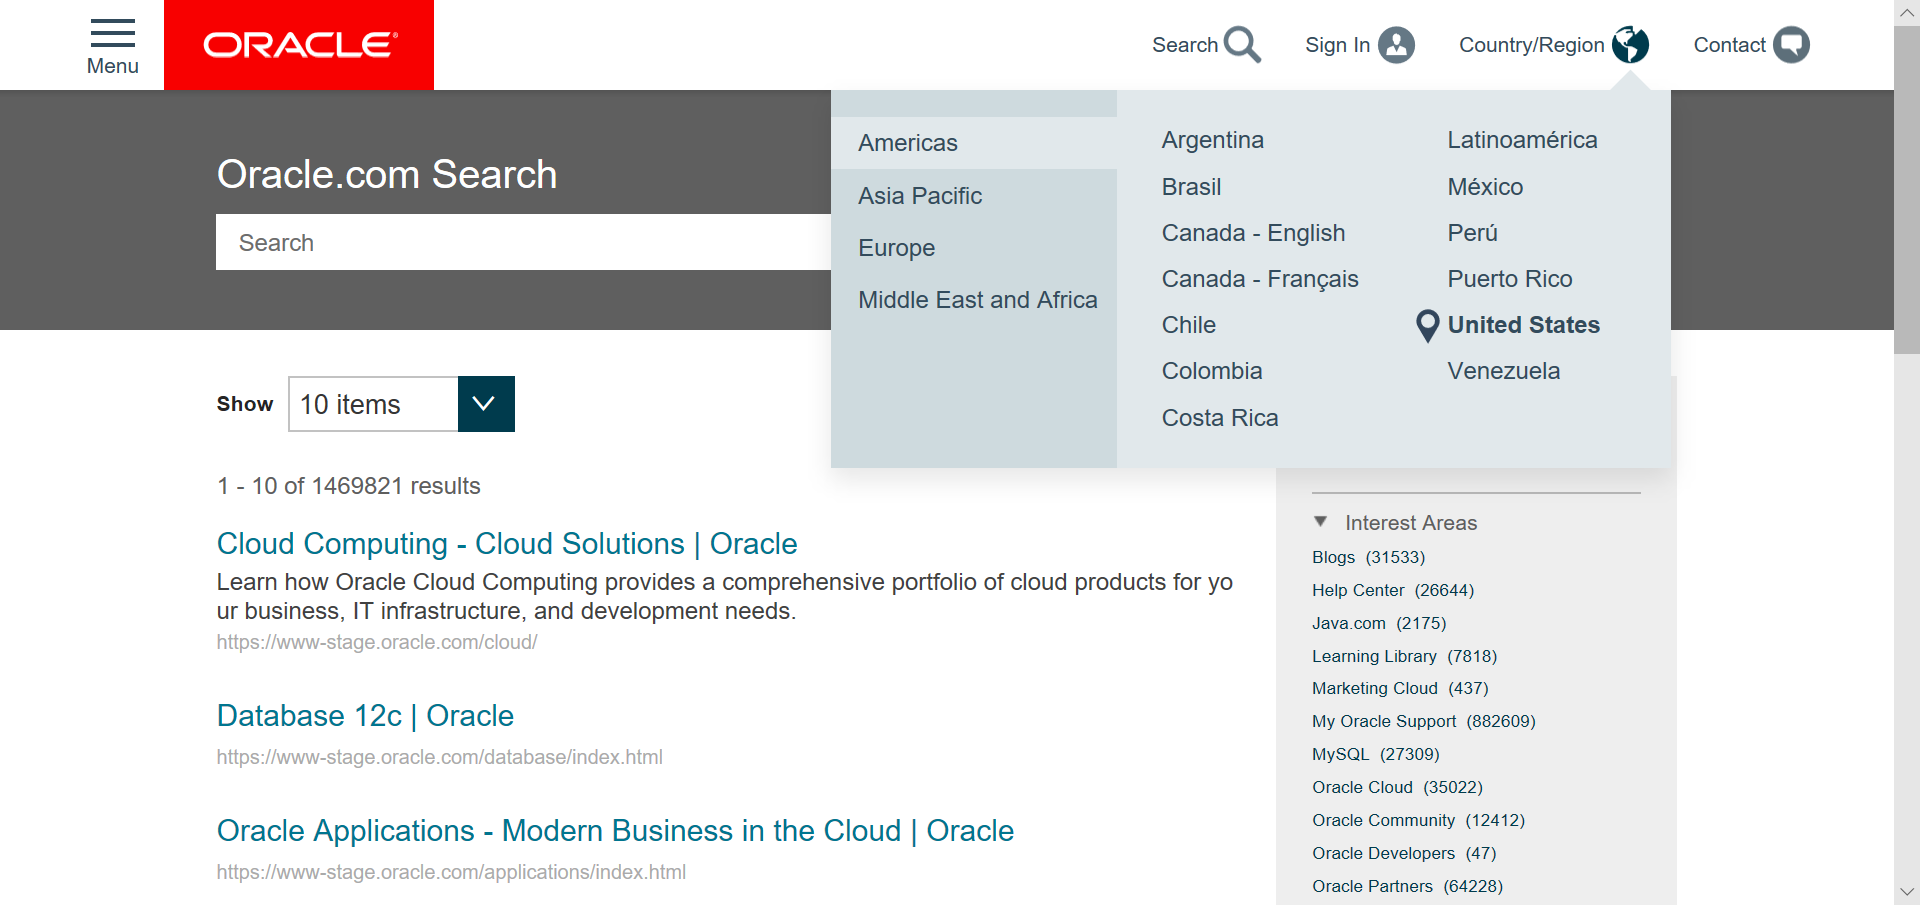 Menu
ORACLE®
Search
Sign In
Country/Region
Contact
Oracle.com Search
Search
Americas
Asia Pacific
Europe
Middle East and Africa
Argentina
Brasil
Canada - English
Canada - Français
Chile
Colombia
Costa Rica
Latinoamérica
México
Perú
Puerto Rico
United States
Venezuela
Show
10 items
1 - 10 of 1469821 results
Cloud Computing - Cloud Solutions | Oracle
Learn how Oracle Cloud Computing provides a comprehensive portfolio of cloud products for yo
ur business, IT infrastructure, and development needs.
https://www-stage.oracle.com/cloud/
Database 12c | Oracle
https://www-stage.oracle.com/database/index.html
Oracle Applications - Modern Business in the Cloud | Oracle
https://www-stage.oracle.com/applications/index.html
Interest Areas
Blogs (31533)
Help Center (26644)
Java.com (2175)
Learning Library (7818)
Marketing Cloud (437)
My Oracle Support (882609)
MySQL (27309)
Oracle Cloud (35022)
Oracle Community (12412)
Oracle Developers (47)
Oracle Partners (64228)